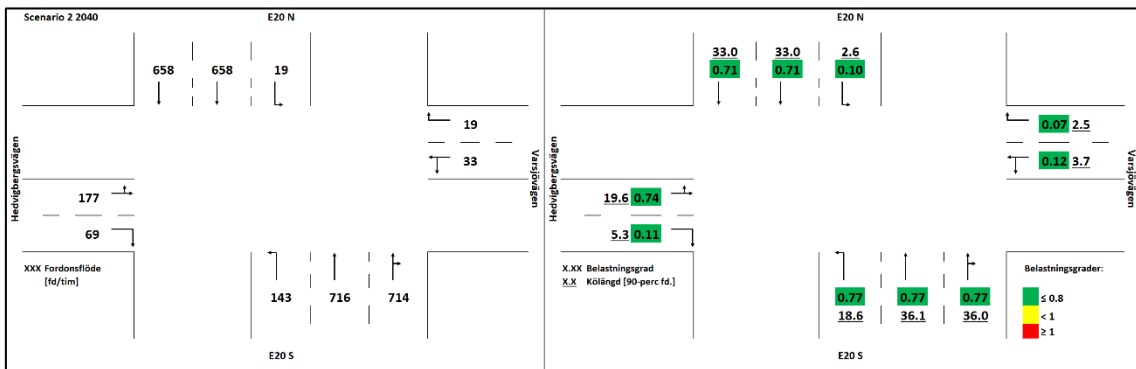 Scenario 2 2040
E20 N
658 658 19
19
33
Hedvigbergsvägen
Varsjövägen
177
69
XXX Fordonsflöde
[fd/tim]
143 716 714
E20 S
E20 N
33.0 33.0 2.6
0.71 0.71 0.10
0.07 2.5
0.12 3.7
Hedvigbergsvägen
Varsjövägen
19.6 0.74
5.3 0.11
X.XX Belastningsgrad
X.X Kölängd [90-perc fd.]
0.77 0.77 0.77
18.6 36.1 36.0
Belastningsgrader:
≤ 0.8
< 1
≥ 1
E20 S